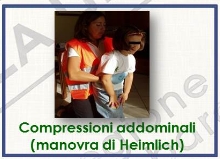 Compressioni addominali
(manovra di Heimlich)